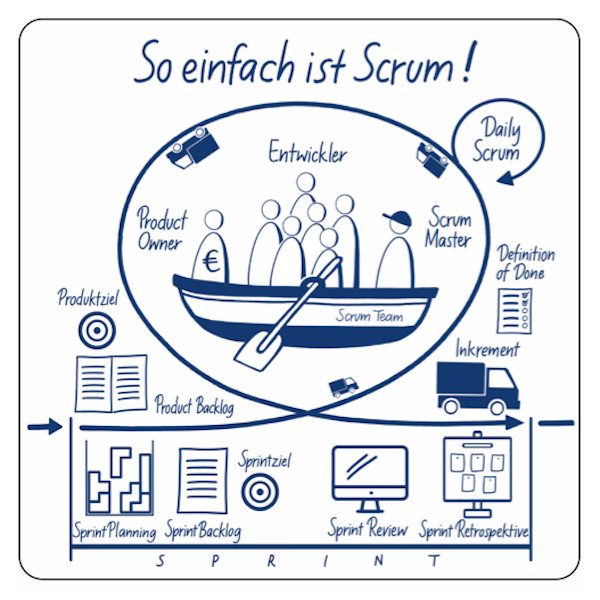 So einfach ist Scrum!
Daily
Scrum
Entwickler
Product
Owner
Scrum
Master
€
Definition
of Done
Produktziel
Scrum Team
Inkrement
Product Backlog
Sprintziel
Sprint Planning
Sprint Backlog
Sprint Review
Sprint Retrospektive
SPRINT